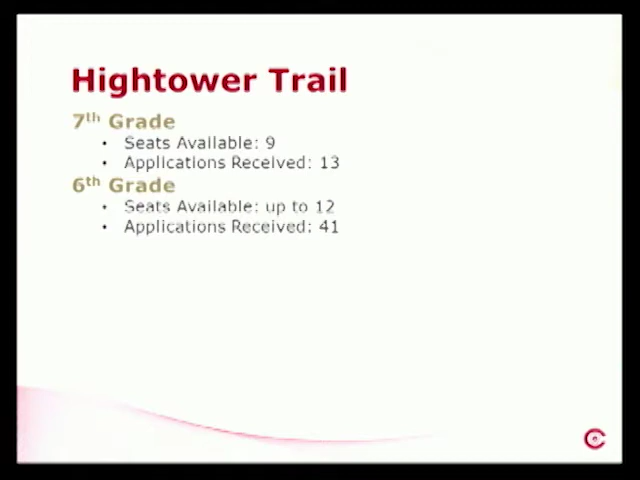 Hightower Trail
7th Grade
• Seats Available: 9
• Applications Received: 13
6th Grade
• Seats Available: up to 12
• Applications Received: 41